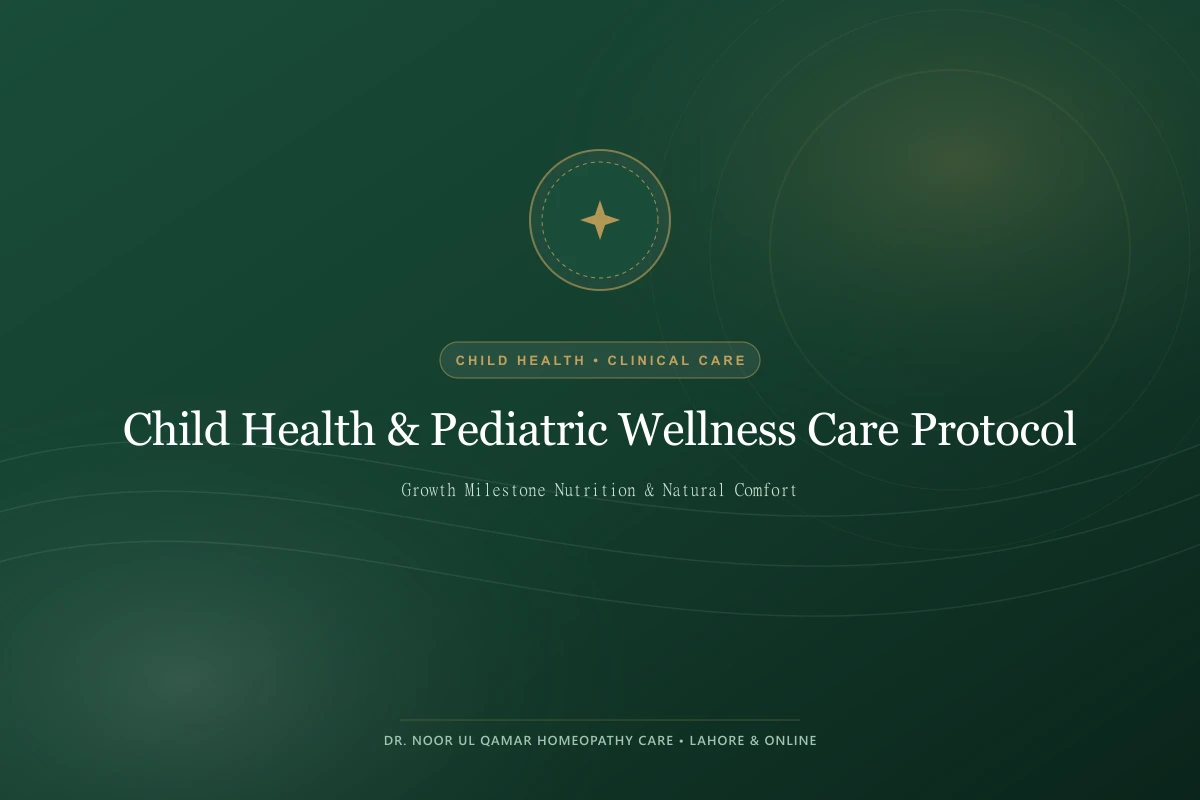 CHILD HEALTH • CLINICAL CARE
Child Health & Pediatric Wellness Care Protocol
Growth Milestone Nutrition & Natural Comfort
DR. NOOR UL QAMAR HOMEOPATHY CARE • LAHORE & ONLINE